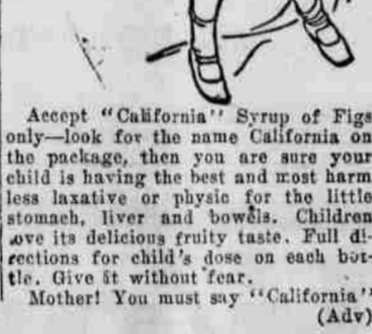 Accept "California" Syrup of Figs
only—look for the name California on
the package, then you are sure your
child is having the best and most harm
less laxative or physic for the little
stomach, liver and bowels. Children
love its delicious fruity taste. Full di-
rections for child's dose on each bot-
tle. Give it without fear.
Mother! You must say "California"
(Adv)